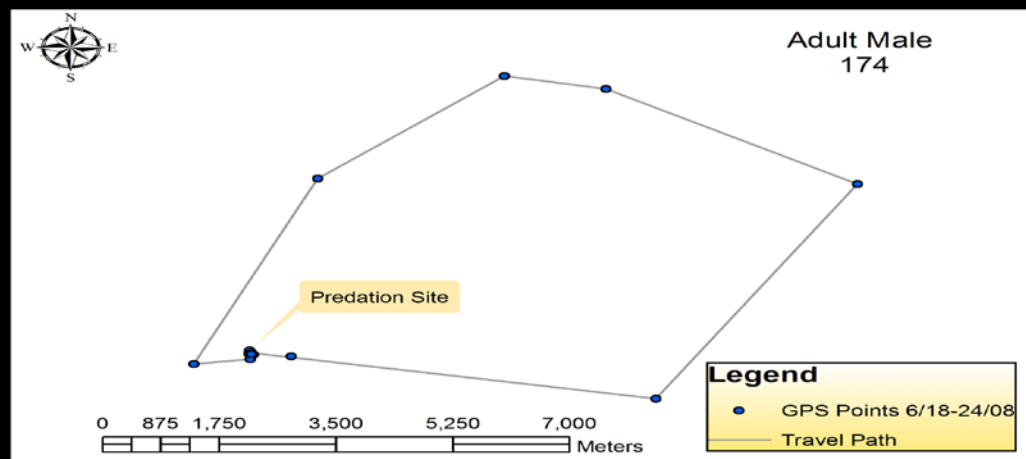 N
W E
S
Adult Male
174
Predation Site
Legend
GPS Points 6/18-24/08
Travel Path
0 875 1,750 3,500 5,250 7,000
Meters